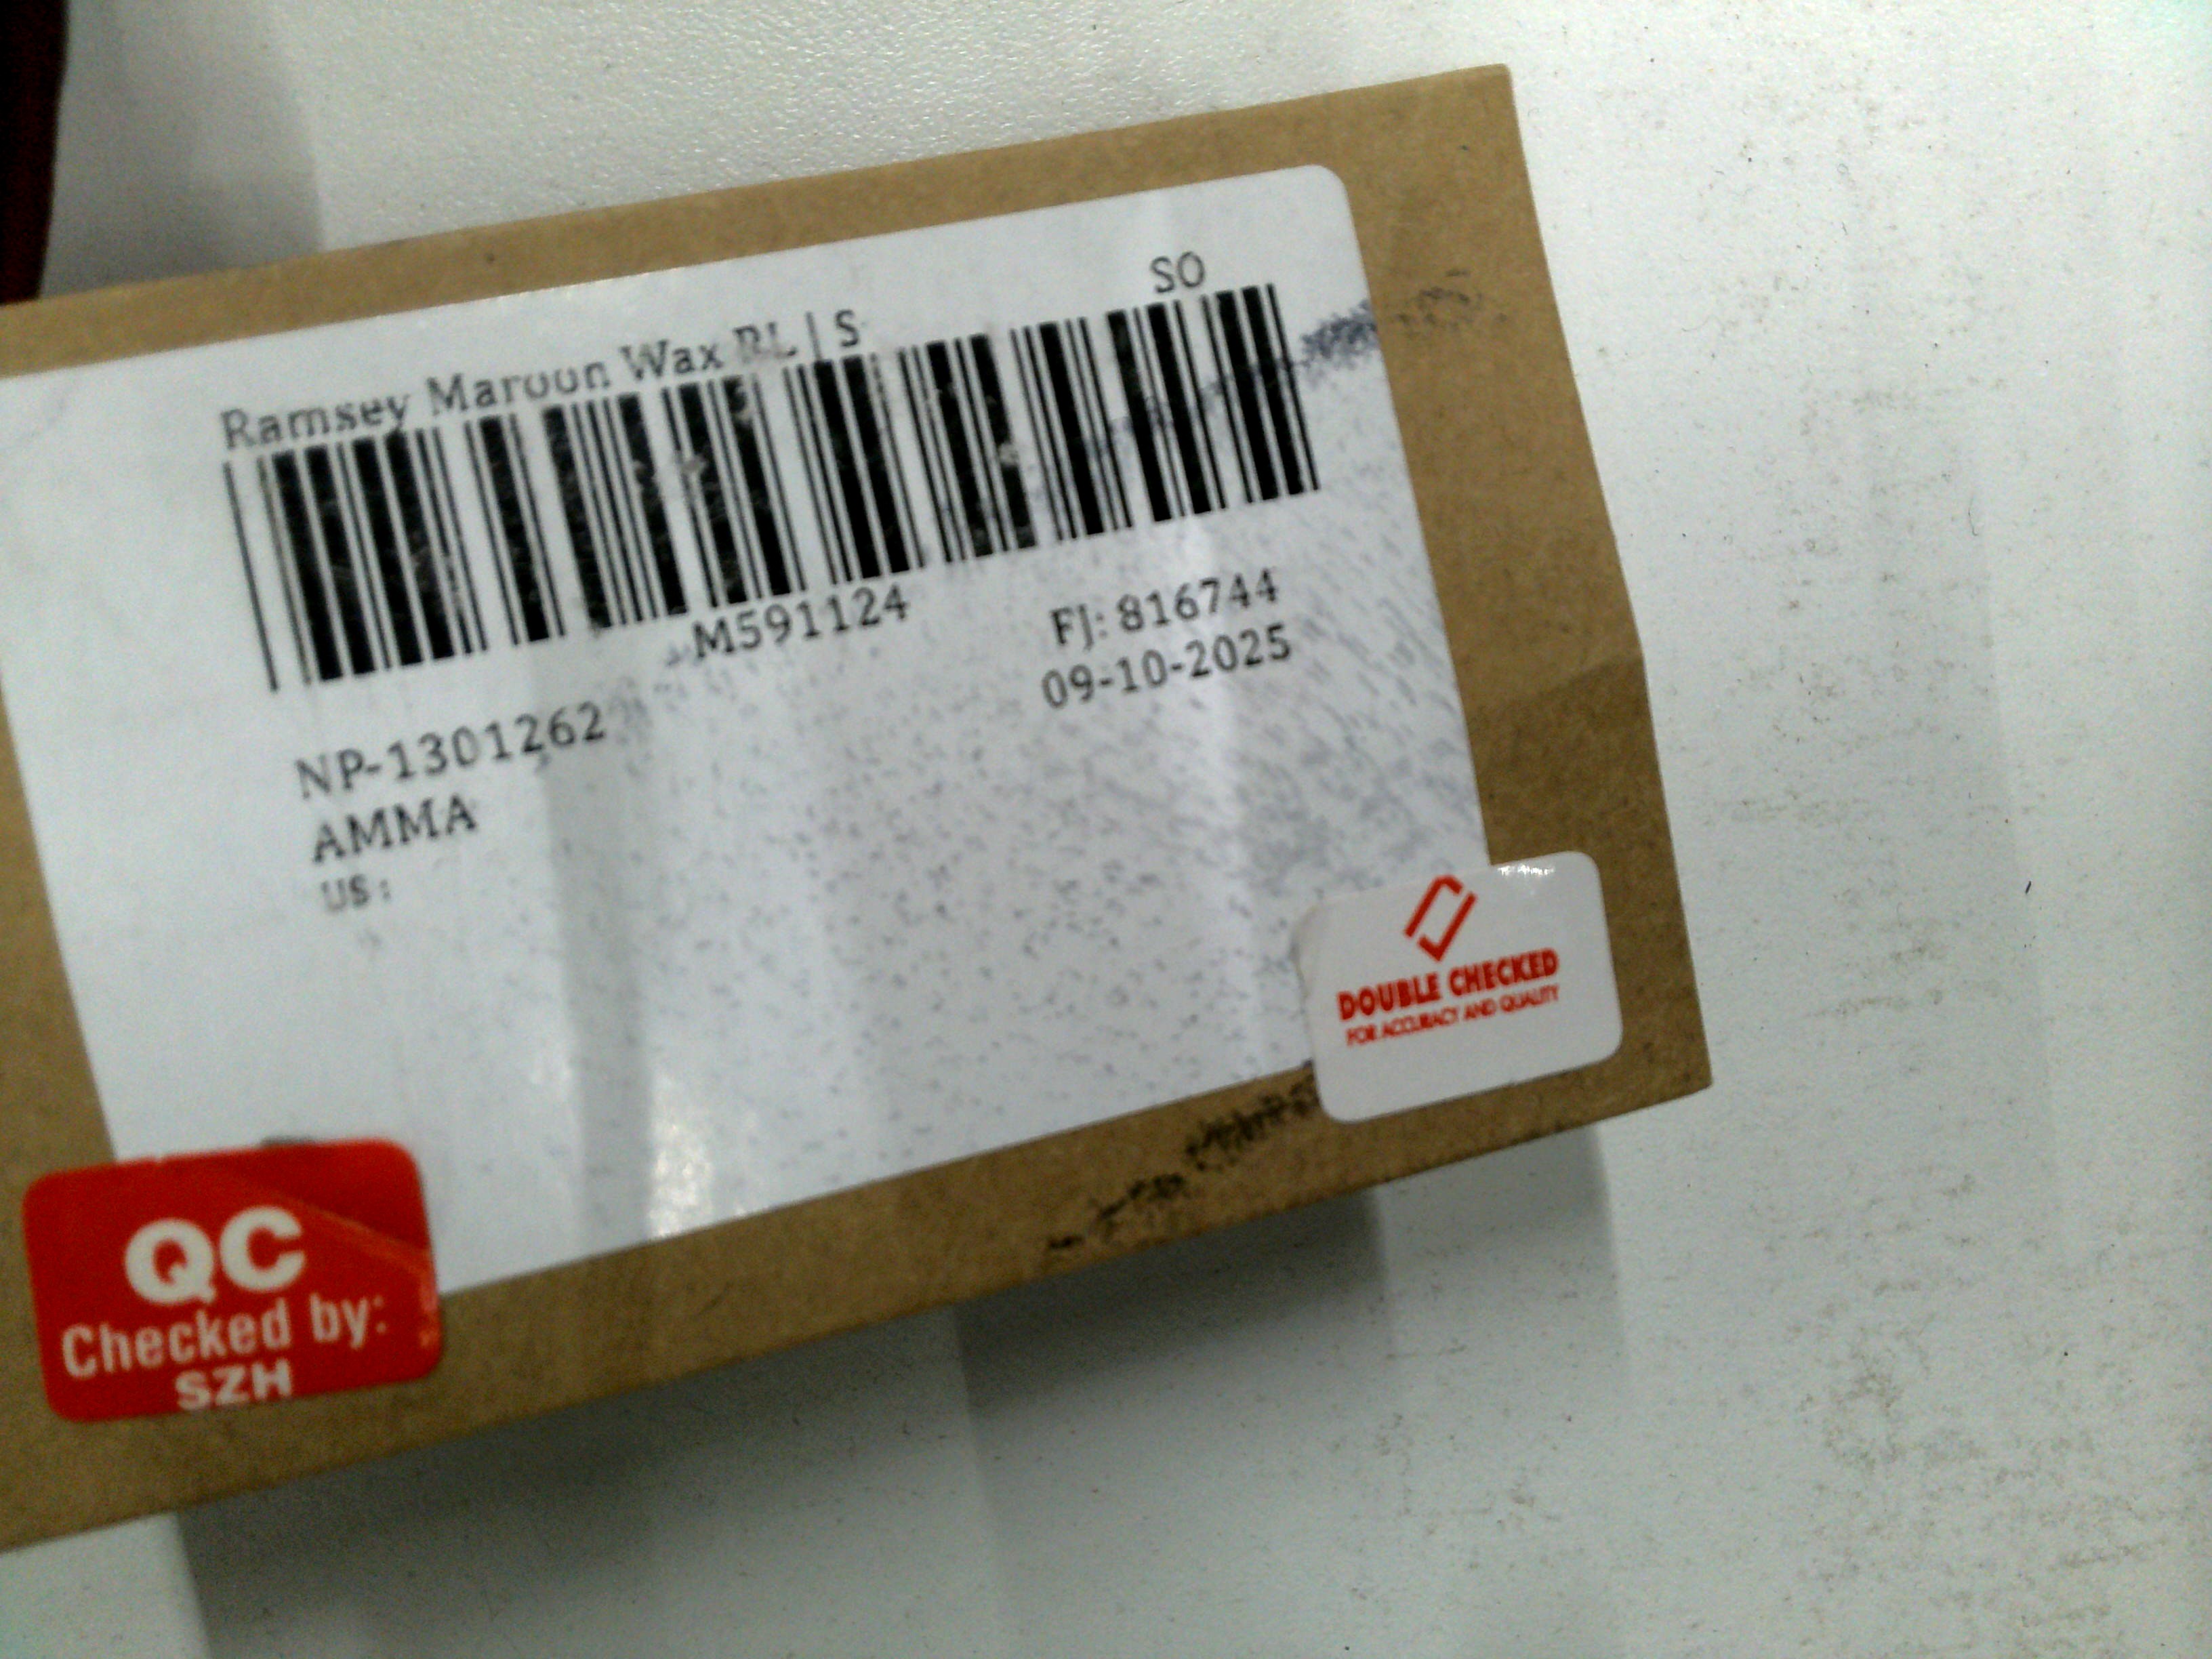 SO
Ramsey Maroon Wax BL | S
M591124
FJ: 816744
09-10-2025
NP-1301262
AMMA
US :
DOUBLE CHECKED
FOR ACCURACY AND QUALITY
QC
Checked by:
SZH